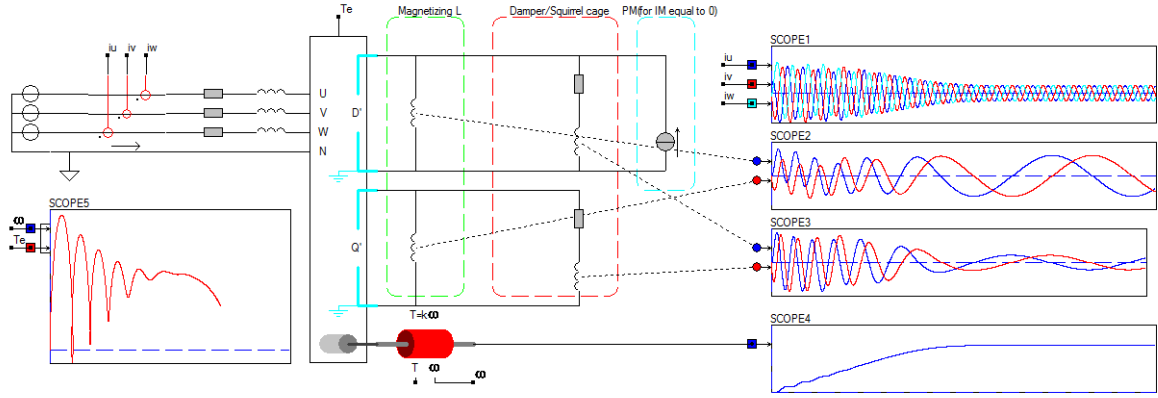 Te
Magnetizing L
Damper/Squirrel cage
PM(for IM equal to 0)
iu
iv
iw
U
V
W
N
D'
Q'
SCOPE1
iu
iv
iw
SCOPE2
SCOPE3
SCOPE5
ω
Te
T=kω
T
ω
ω
SCOPE4